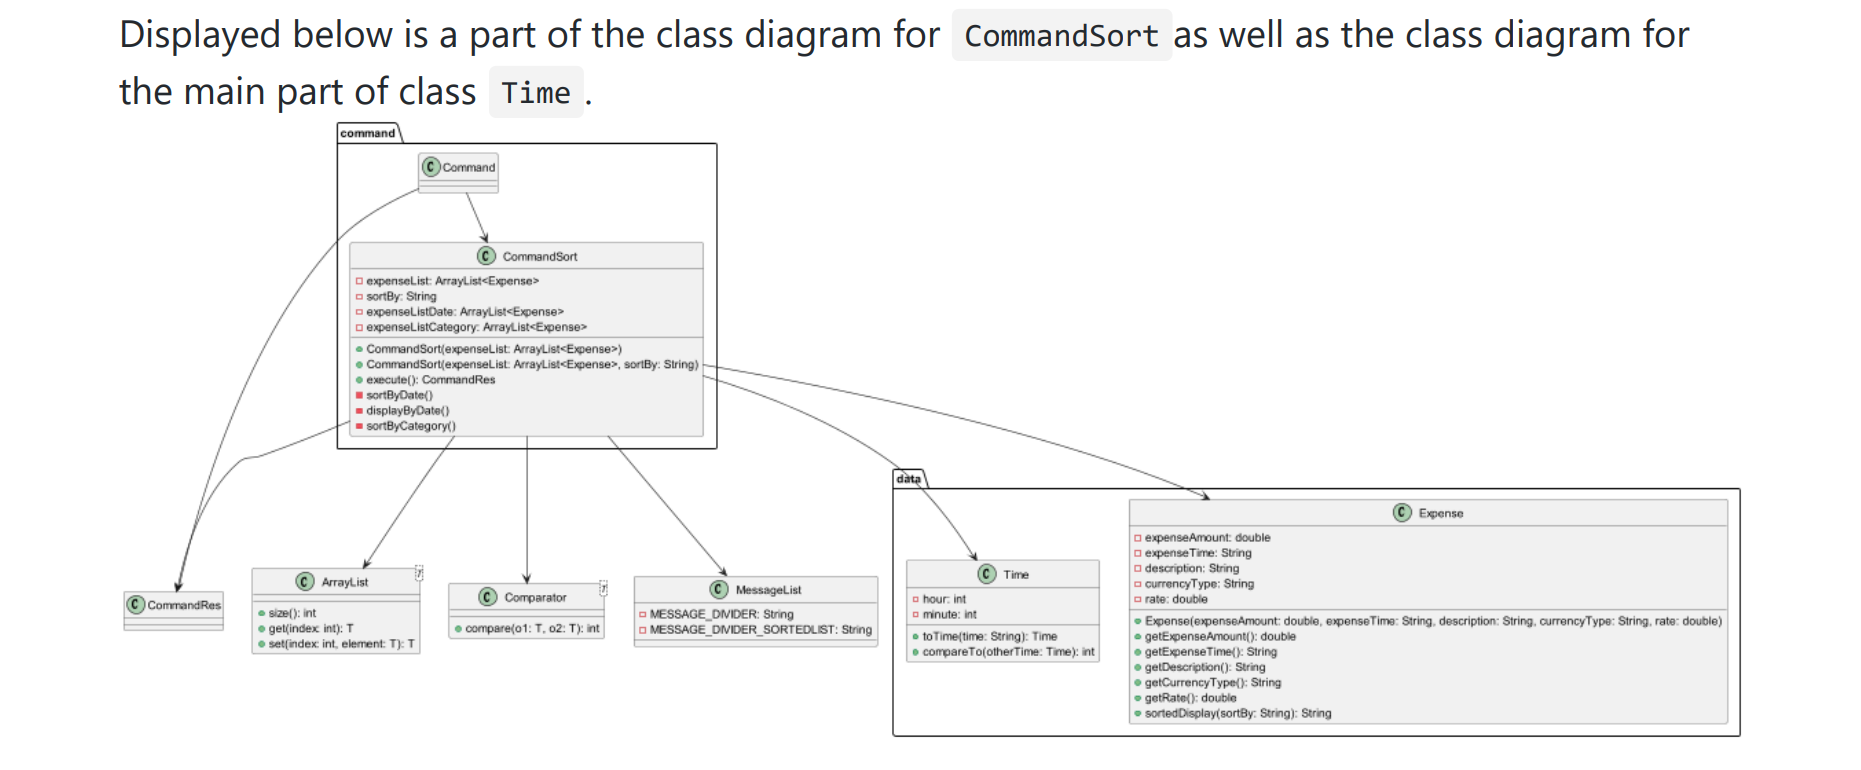 Displayed below is a part of the class diagram for CommandSort as well as the class diagram for
the main part of class Time .
command
C Command
C CommandSort
expenseList: ArrayList<Expense>
sortBy: String
expenseListDate: ArrayList<Expense>
expenseListCategory: ArrayList<Expense>
CommandSort(expenseList: ArrayList<Expense>)
CommandSort(expenseList: ArrayList<Expense>, sortBy: String)
execute(): CommandRes
sortByDate()
displayByDate()
sortByCategory()
C CommandRes
C ArrayList
T
size(): int
get(index: int): T
set(index: int, element: T): T
C Comparator
T
compare(o1: T, o2: T): int
C MessageList
MESSAGE_DIVIDER: String
MESSAGE_DIVIDER_SORTEDLIST: String
data
C Time
hour: int
minute: int
toTime(time: String): Time
compareTo(otherTime: Time): int
C Expense
expenseAmount: double
expenseTime: String
description: String
currencyType: String
rate: double
Expense(expenseAmount: double, expenseTime: String, description: String, currencyType: String, rate: double)
getExpenseAmount(): double
getExpenseTime(): String
getDescription(): String
getCurrencyType(): String
getRate(): double
sortedDisplay(sortBy: String): String